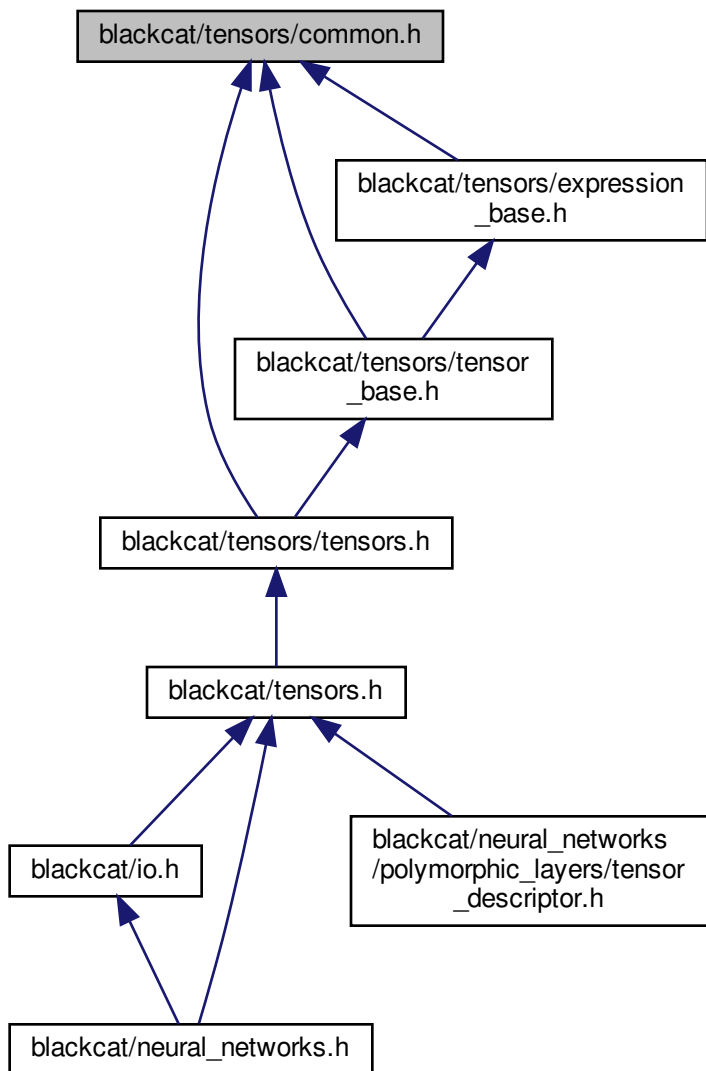 blackcat/tensors/common.h
blackcat/tensors/expression
_base.h
blackcat/tensors/tensor
_base.h
blackcat/tensors/tensors.h
blackcat/tensors.h
blackcat/io.h
blackcat/neural_networks
/polymorphic_layers/tensor
_descriptor.h
blackcat/neural_networks.h